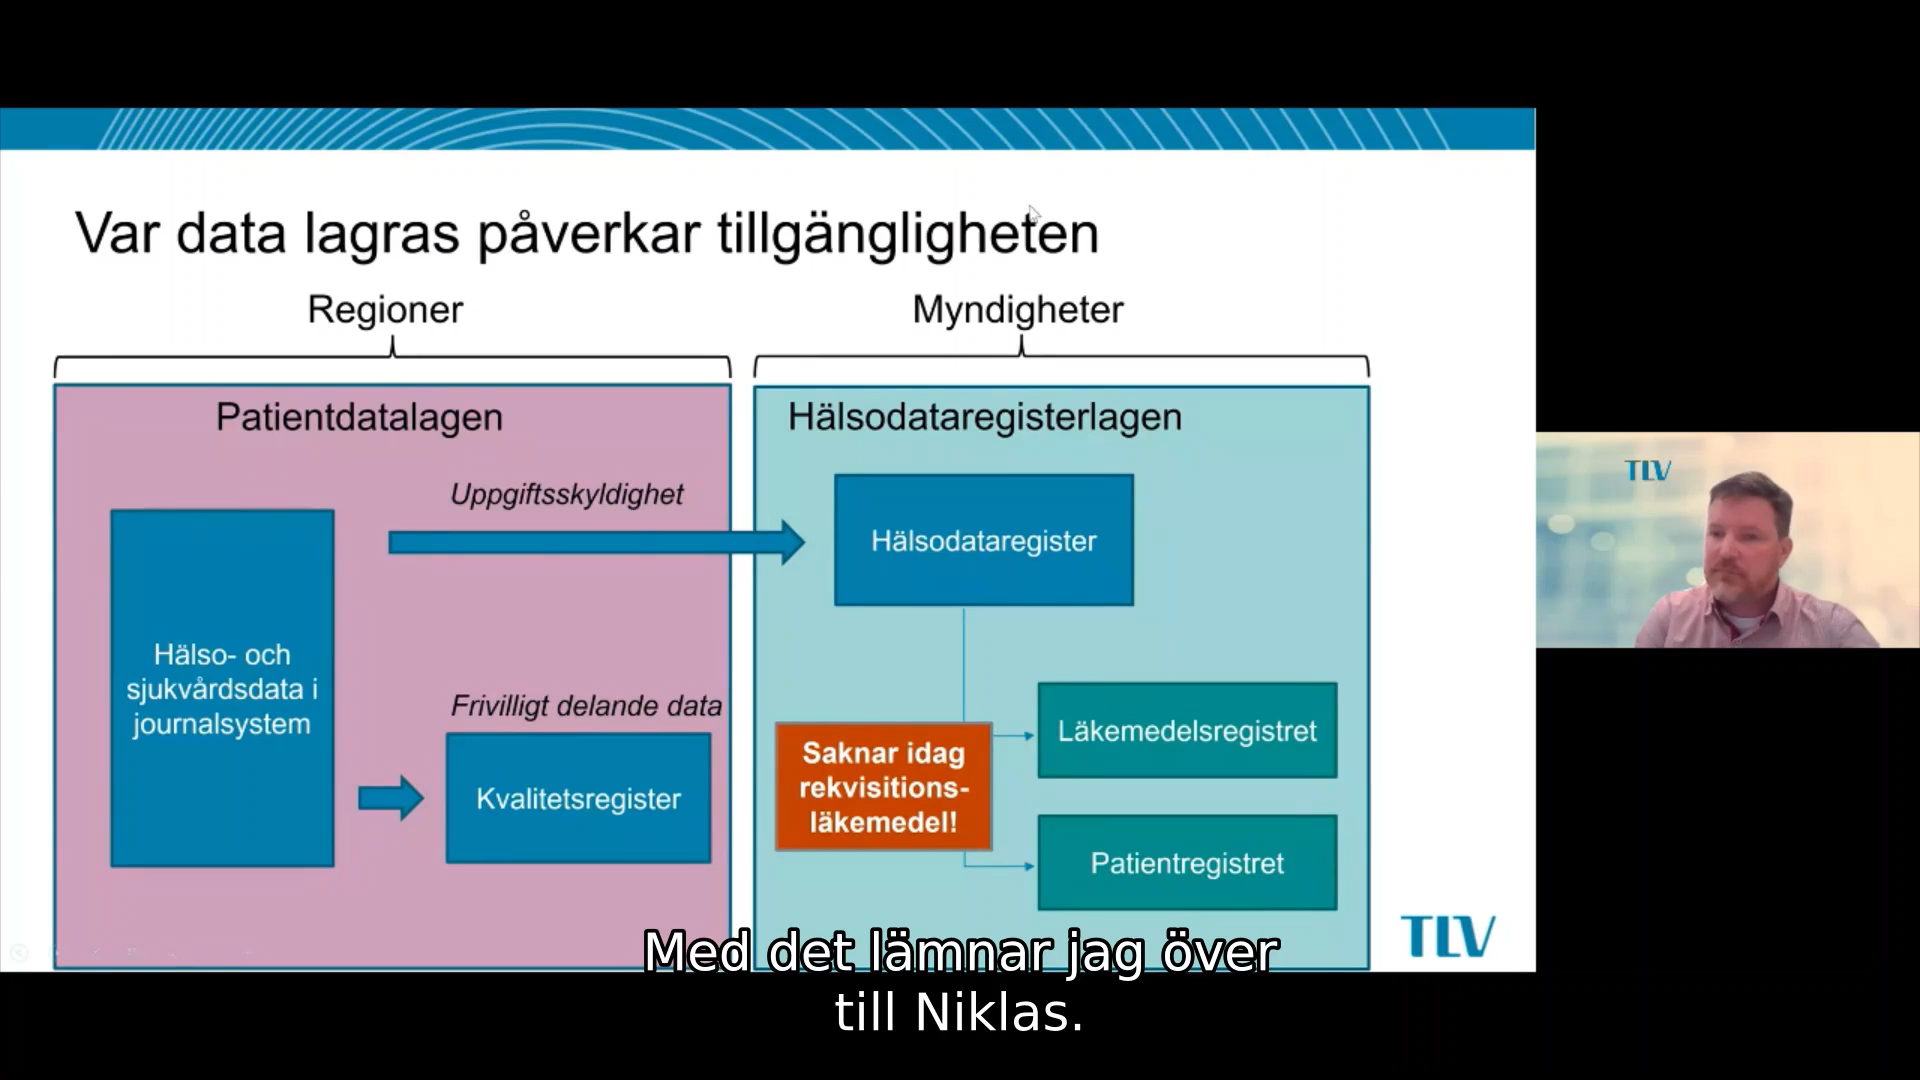 Var data lagras påverkar tillgängligheten
Regioner
Myndigheter
Patientdatalagen
Hälsodataregisterlagen
Uppgiftsskyldighet
Hälsodataregister
Hälso- och
sjukvårdsdata i
journalsystem
Frivilligt delande data
Kvalitetsregister
Saknar idag
rekvisitions-
läkemedel!
Läkemedelsregistret
Patientregistret
TLV
TLV
Med det lämnar jag över
till Niklas.